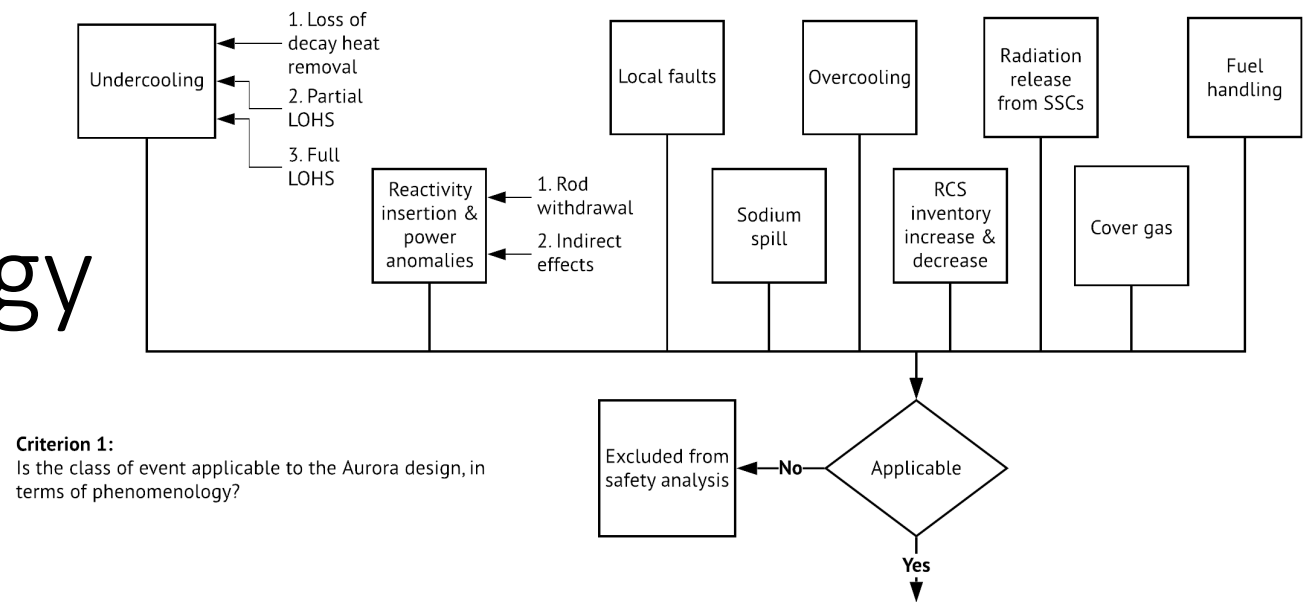 Undercooling
1. Loss of
decay heat
removal
2. Partial
LOHS
3. Full
LOHS
Reactivity
insertion &
power
anomalies
1. Rod
withdrawal
2. Indirect
effects
Local faults
Sodium
spill
Overcooling
RCS
inventory
increase &
decrease
Radiation
release
from SSCs
Cover gas
Fuel
handling
gy
Criterion 1:
Is the class of event applicable to the Aurora design, in
terms of phenomenology?
Excluded from
safety analysis
No
Applicable
Yes